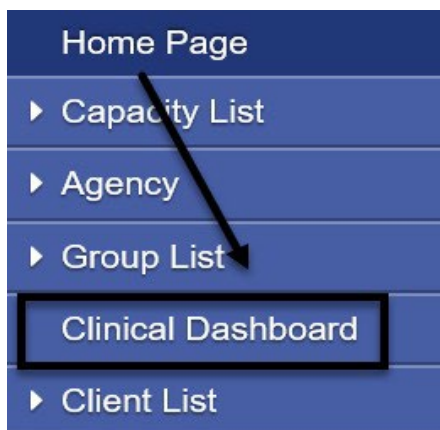 Home Page
Capacity List
Agency
Group List
Clinical Dashboard
Client List